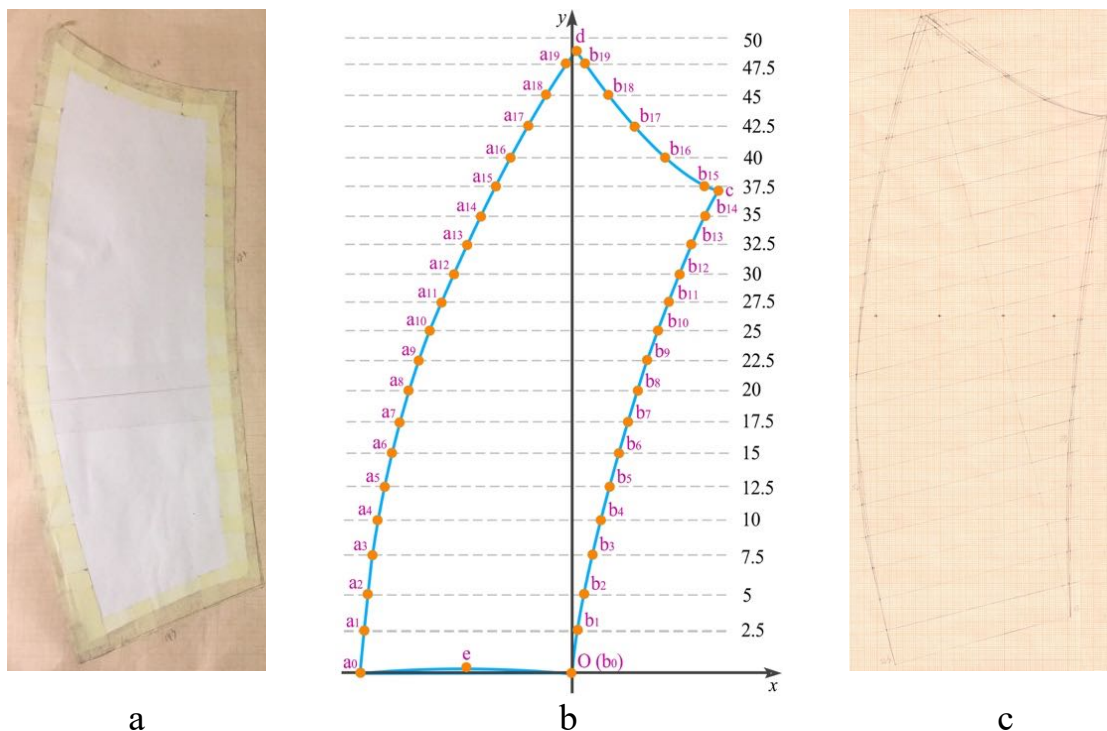 y
d
50
a19 b19
47.5
a18 b18
45
a17 b17
42.5
a16 b16
40
a15 b15 37.5
c
a14 b14 35
a13 b13 32.5
a12 b12 30
a11 b11 27.5
a10 b10 25
a9 b9 22.5
a8 b8 20
a7 b7 17.5
a6 b6 15
a5 b5 12.5
a4 b4 10
a3 b3 7.5
a2 b2 5
a1 b1 2.5
a0 e O (b0)
x
a b c